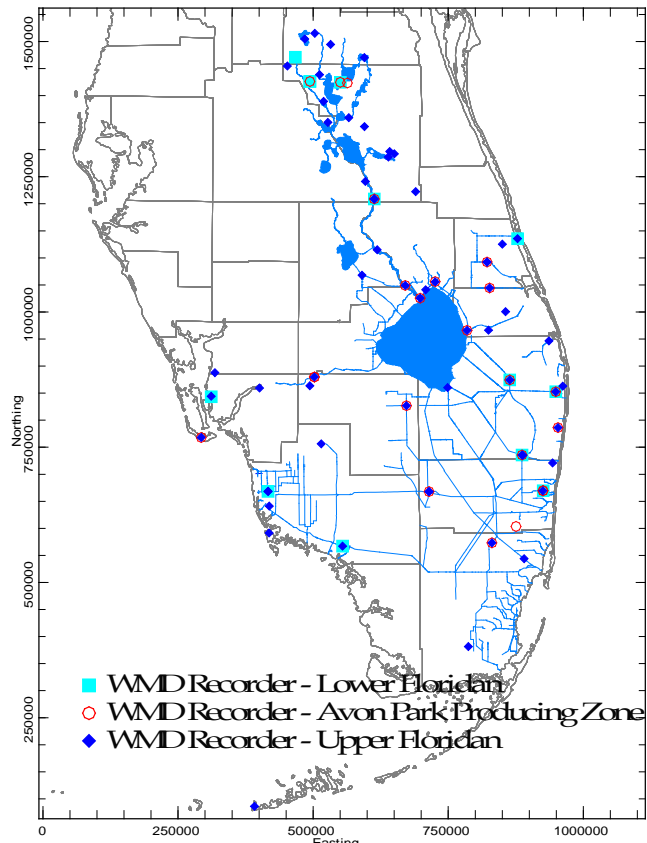 1500000
1250000
1000000
Northing
750000
500000
250000
WMD Recorder - Lower Floridan
WMD Recorder - Avon Park Producing Zone
WMD Recorder - Upper Floridan
0 250000 500000 750000 1000000
Easting